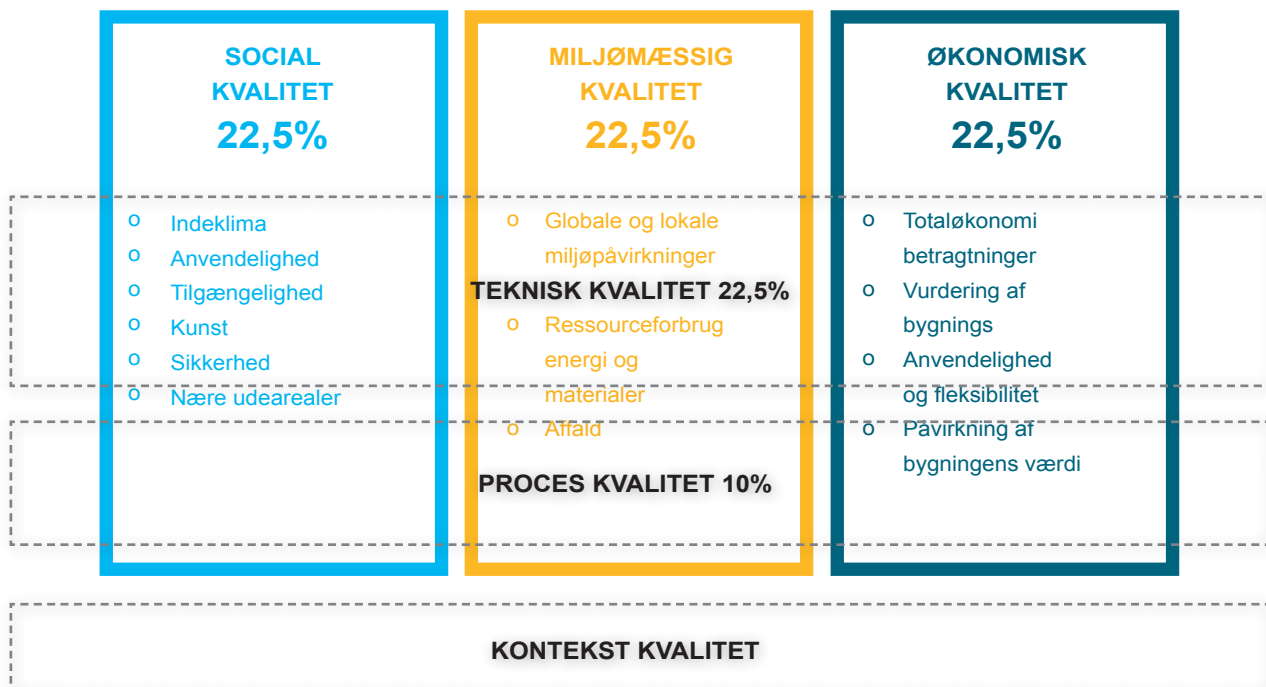 SOCIAL
KVALITET
22,5%
o Indeklima
o Anvendelighed
o Tilgængelighed
o Kunst
o Sikkerhed
o Nære udearealer
MILJØMÆSSIG
KVALITET
22,5%
o Globale og lokale
miljøpåvirkninger
TEKNISK KVALITET 22,5%
o Ressourceforbrug
energi og
materialer
o Affald
PROCES KVALITET 10%
ØKONOMISK
KVALITET
22,5%
o Totaløkonomi
betragtninger
o Vurdering af
bygnings
o Anvendelighed
og fleksibilitet
o Påvirkning af
bygningens værdi
KONTEKST KVALITET